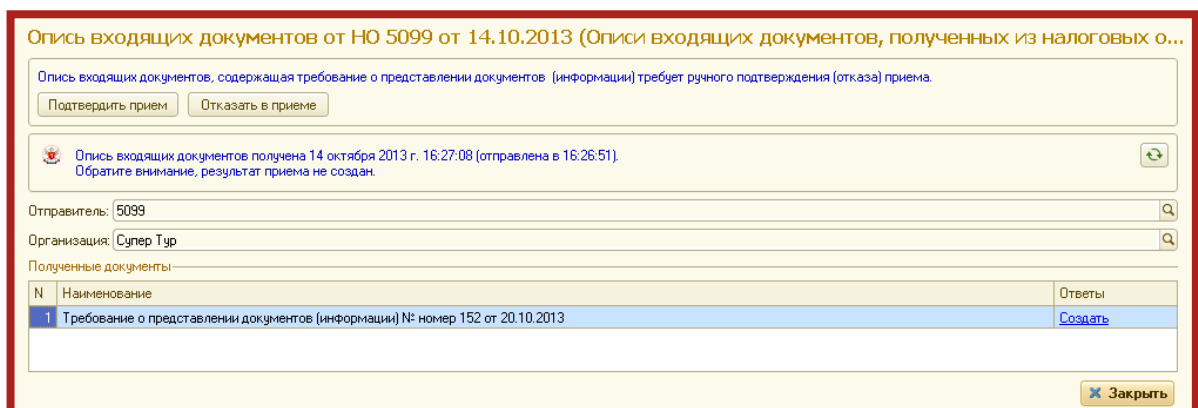 Опись входящих документов от НО 5099 от 14.10.2013 (Описи входящих документов, полученных из налоговых о...
Опись входящих документов, содержащая требование о представлении документов (информации) требует ручного подтверждения (отказа) приема.
Подтвердить прием Отказать в приеме
Опись входящих документов получена 14 октября 2013 г. 16:27:08 (отправлена в 16:26:51).
Обратите внимание, результат приема не создан.
Отправитель: 5099
Организация: Супер Тур
Полученные документы
N Наименование Ответы
1 Требование о представлении документов (информации) № номер 152 от 20.10.2013 Создать
Закрыть